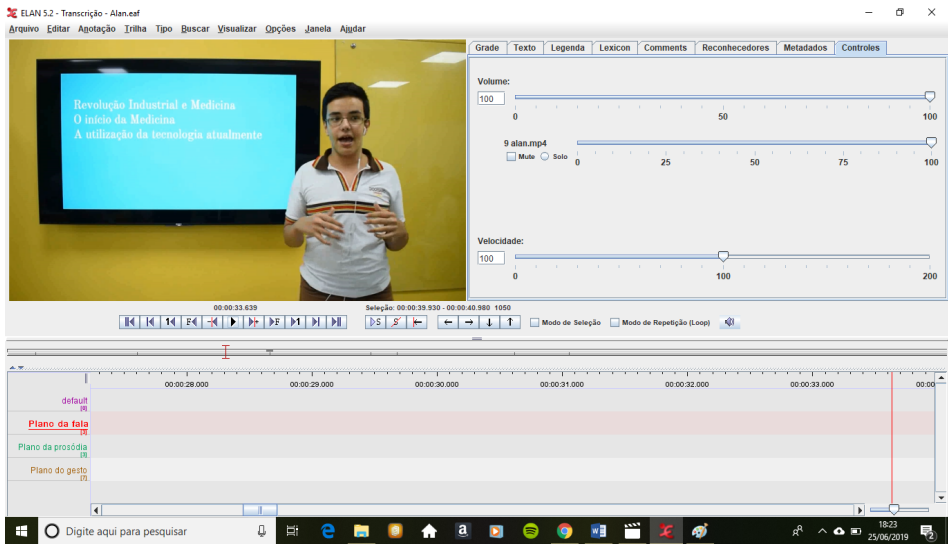 ELAN 5.2 - Transcrição - Alan.eaf
Arquivo Editar Anotação Trilha Tipo Buscar Visualizar Opções Janela Ajudar
Revolução Industrial e Medicina
O início da Medicina
A utilização da tecnologia atualmente
Grade Texto Legenda Lexicon Comments Reconhecedores Metadados Controles
Volume:
100
0 50 100
9 alan.mp4
Mute Solo
0 25 50 75 100
Velocidade:
100
0 100 200
00:00:33.639
Seleção: 00:00:39.930 - 00:00:40.980 1050
Modo de Seleção Modo de Repetição (Loop)
00:00:28.000 00:00:29.000 00:00:30.000 00:00:31.000 00:00:32.000 00:00:33.000 00:00
default
[0]
Plano da fala
[3]
Plano da prosódia
[3]
Plano do gesto
[7]
Digite aqui para pesquisar
18:23
25/06/2019